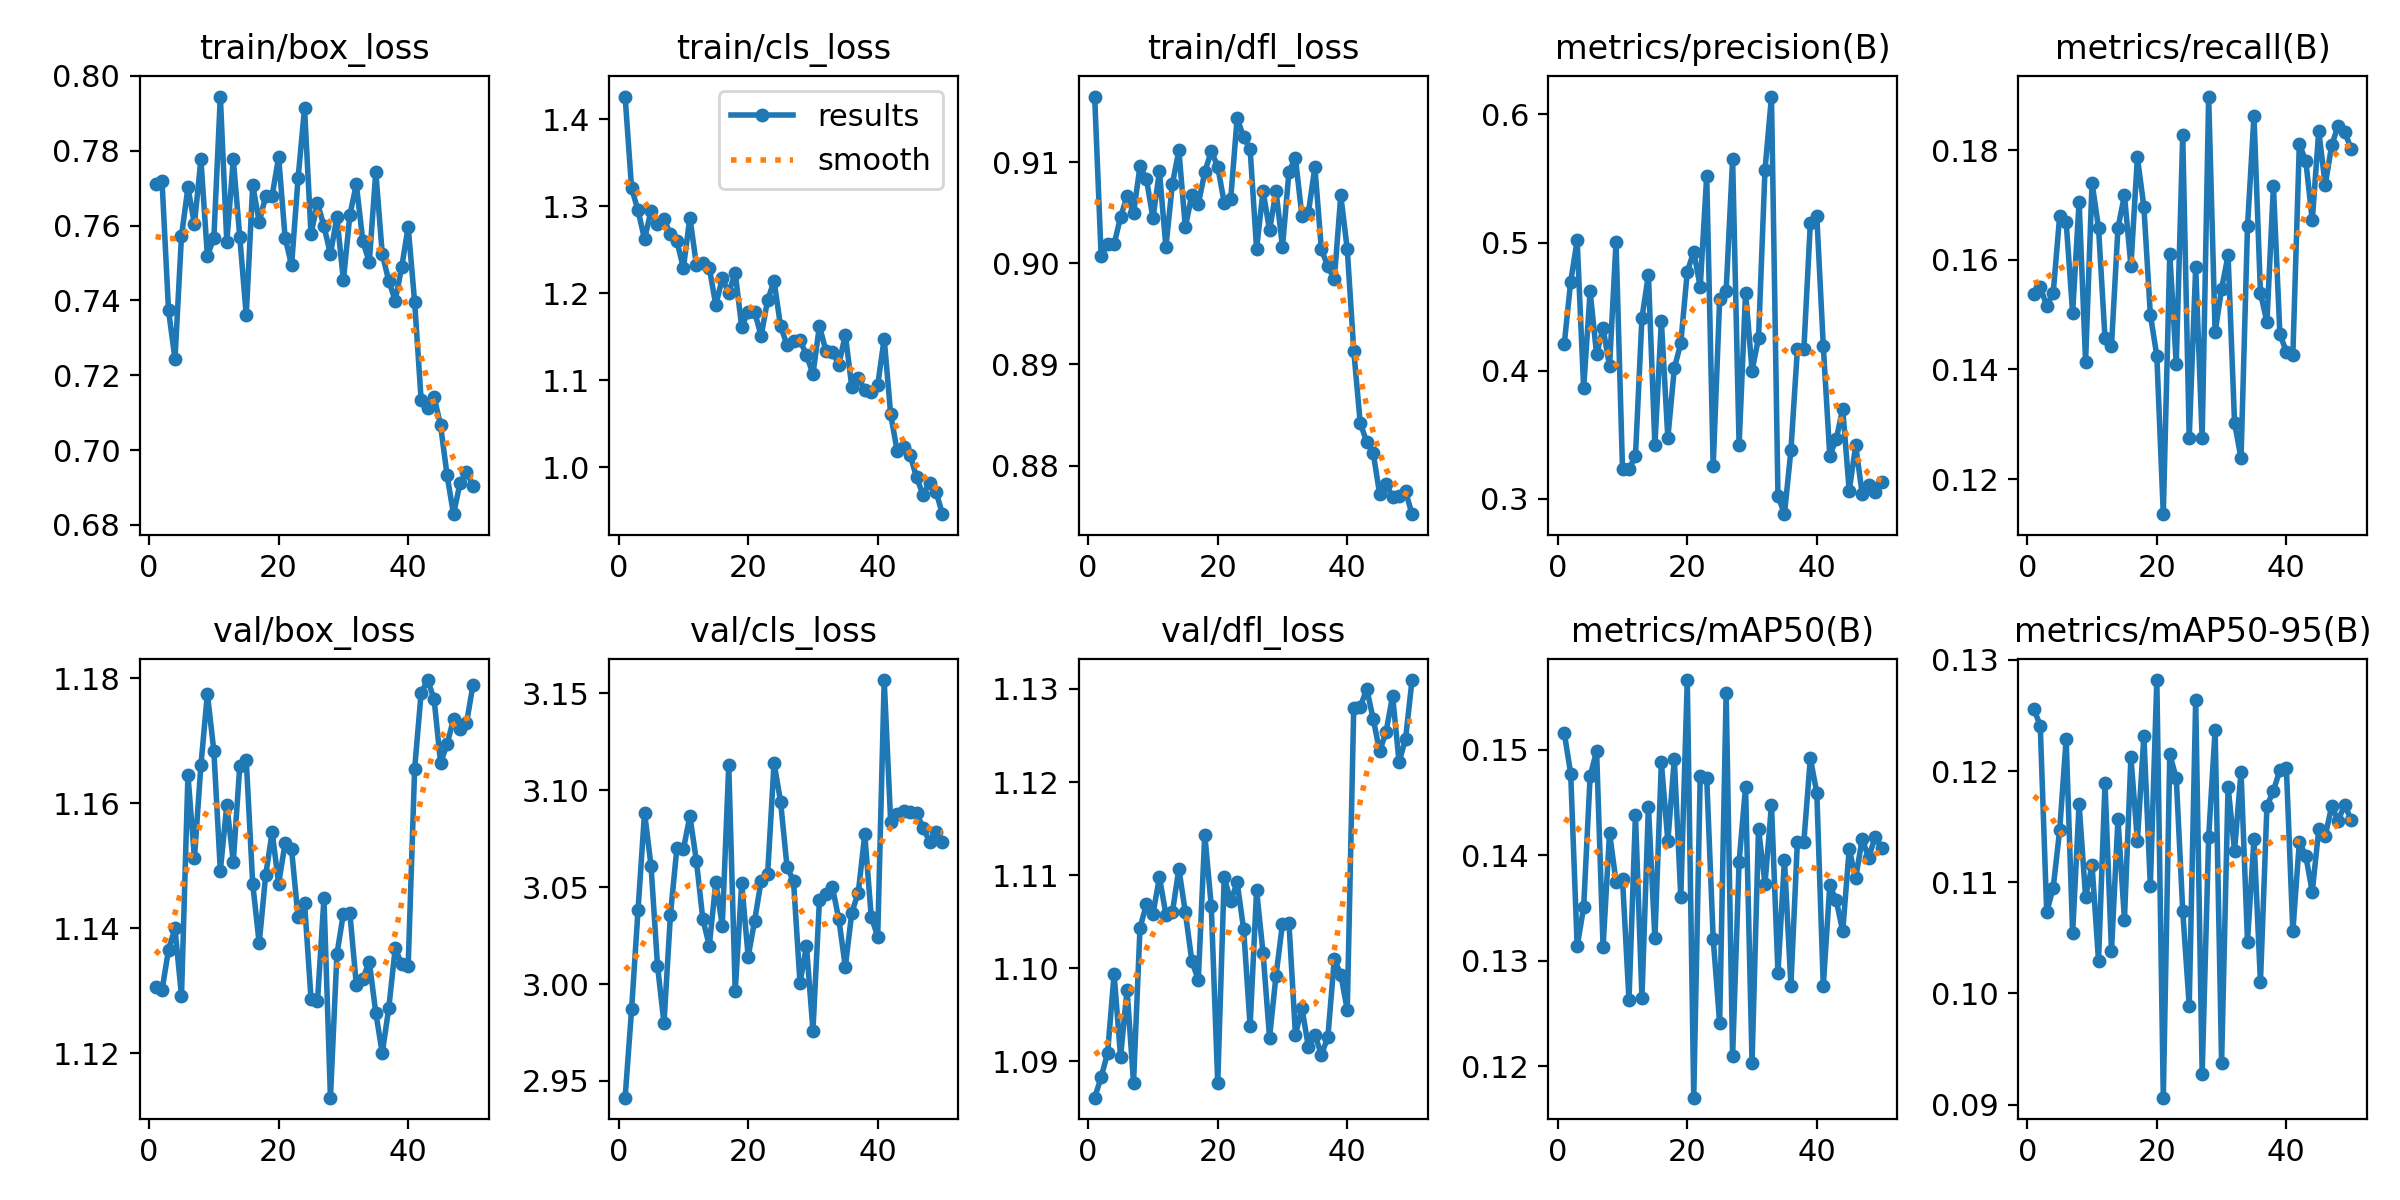 train/box_loss
0.80
0.78
0.76
0.74
0.72
0.70
0.68
0 20 40
train/cls_loss
results
smooth
1.4
1.3
1.2
1.1
1.0
0 20 40
train/dfl_loss
0.91
0.90
0.89
0.88
0 20 40
metrics/precision(B)
0.6
0.5
0.4
0.3
0 20 40
metrics/recall(B)
0.18
0.16
0.14
0.12
0 20 40
val/box_loss
1.18
1.16
1.14
1.12
0 20 40
val/cls_loss
3.15
3.10
3.05
3.00
2.95
0 20 40
val/dfl_loss
1.13
1.12
1.11
1.10
1.09
0 20 40
metrics/mAP50(B)
0.15
0.14
0.13
0.12
0 20 40
metrics/mAP50-95(B)
0.13
0.12
0.11
0.10
0.09
0 20 40